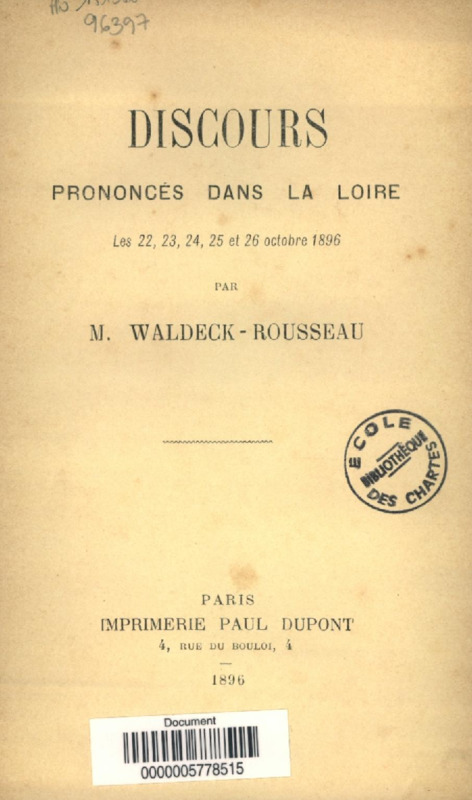 96397
DISCOURS
PRONONCÉS DANS LA LOIRE
Les 22, 23, 24, 25 et 26 octobre 1896
PAR
M. WALDECK-ROUSSEAU
ECOLE
BIBLIOTHÈQUE
DES CHARTES
PARIS
IMPRIMERIE PAUL DUPONT
4, RUE DU BOULOI, 4
1896
Document
0000005778515